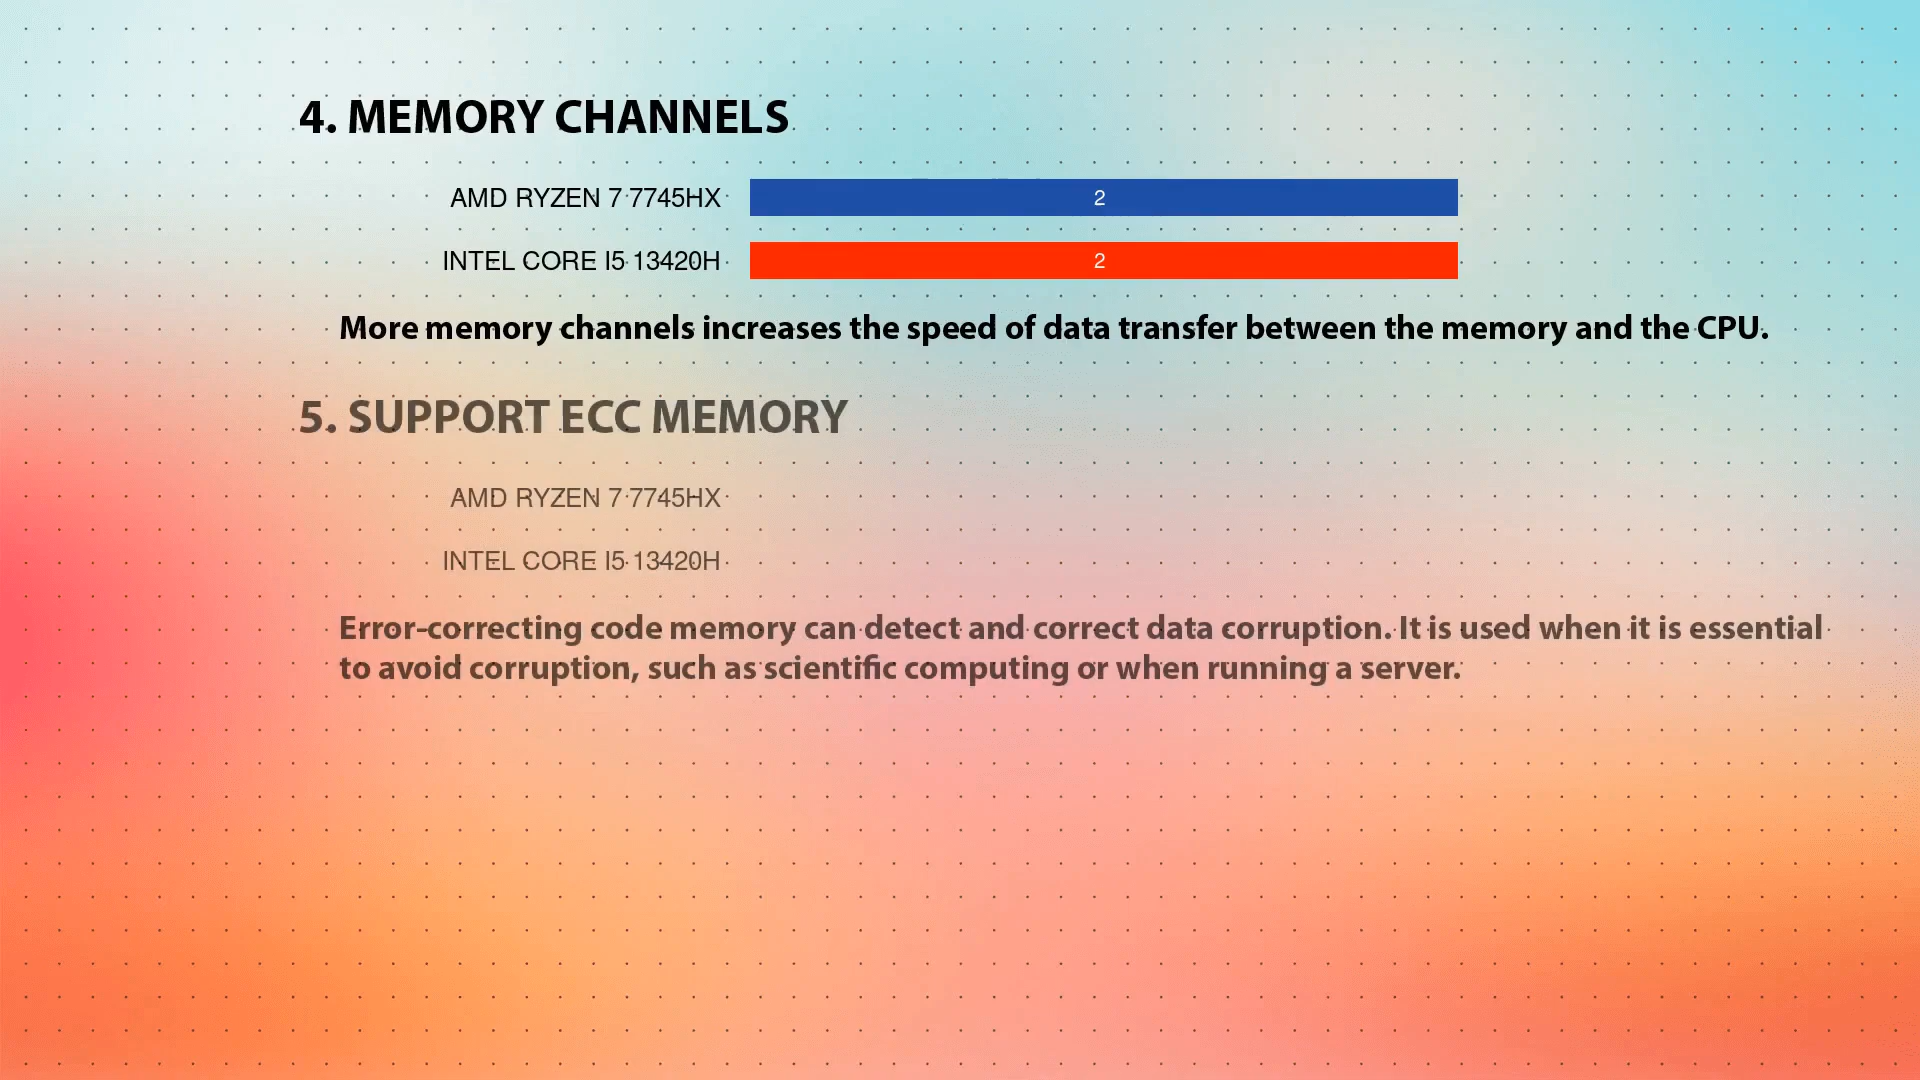 4. MEMORY CHANNELS
AMD RYZEN 7 7745HX
2
INTEL CORE I5 13420H
2
More memory channels increases the speed of data transfer between the memory and the CPU.
5. SUPPORT ECC MEMORY
AMD RYZEN 7 7745HX
INTEL CORE I5 13420H
Error-correcting code memory can detect and correct data corruption. It is used when it is essential
to avoid corruption, such as scientific computing or when running a server.